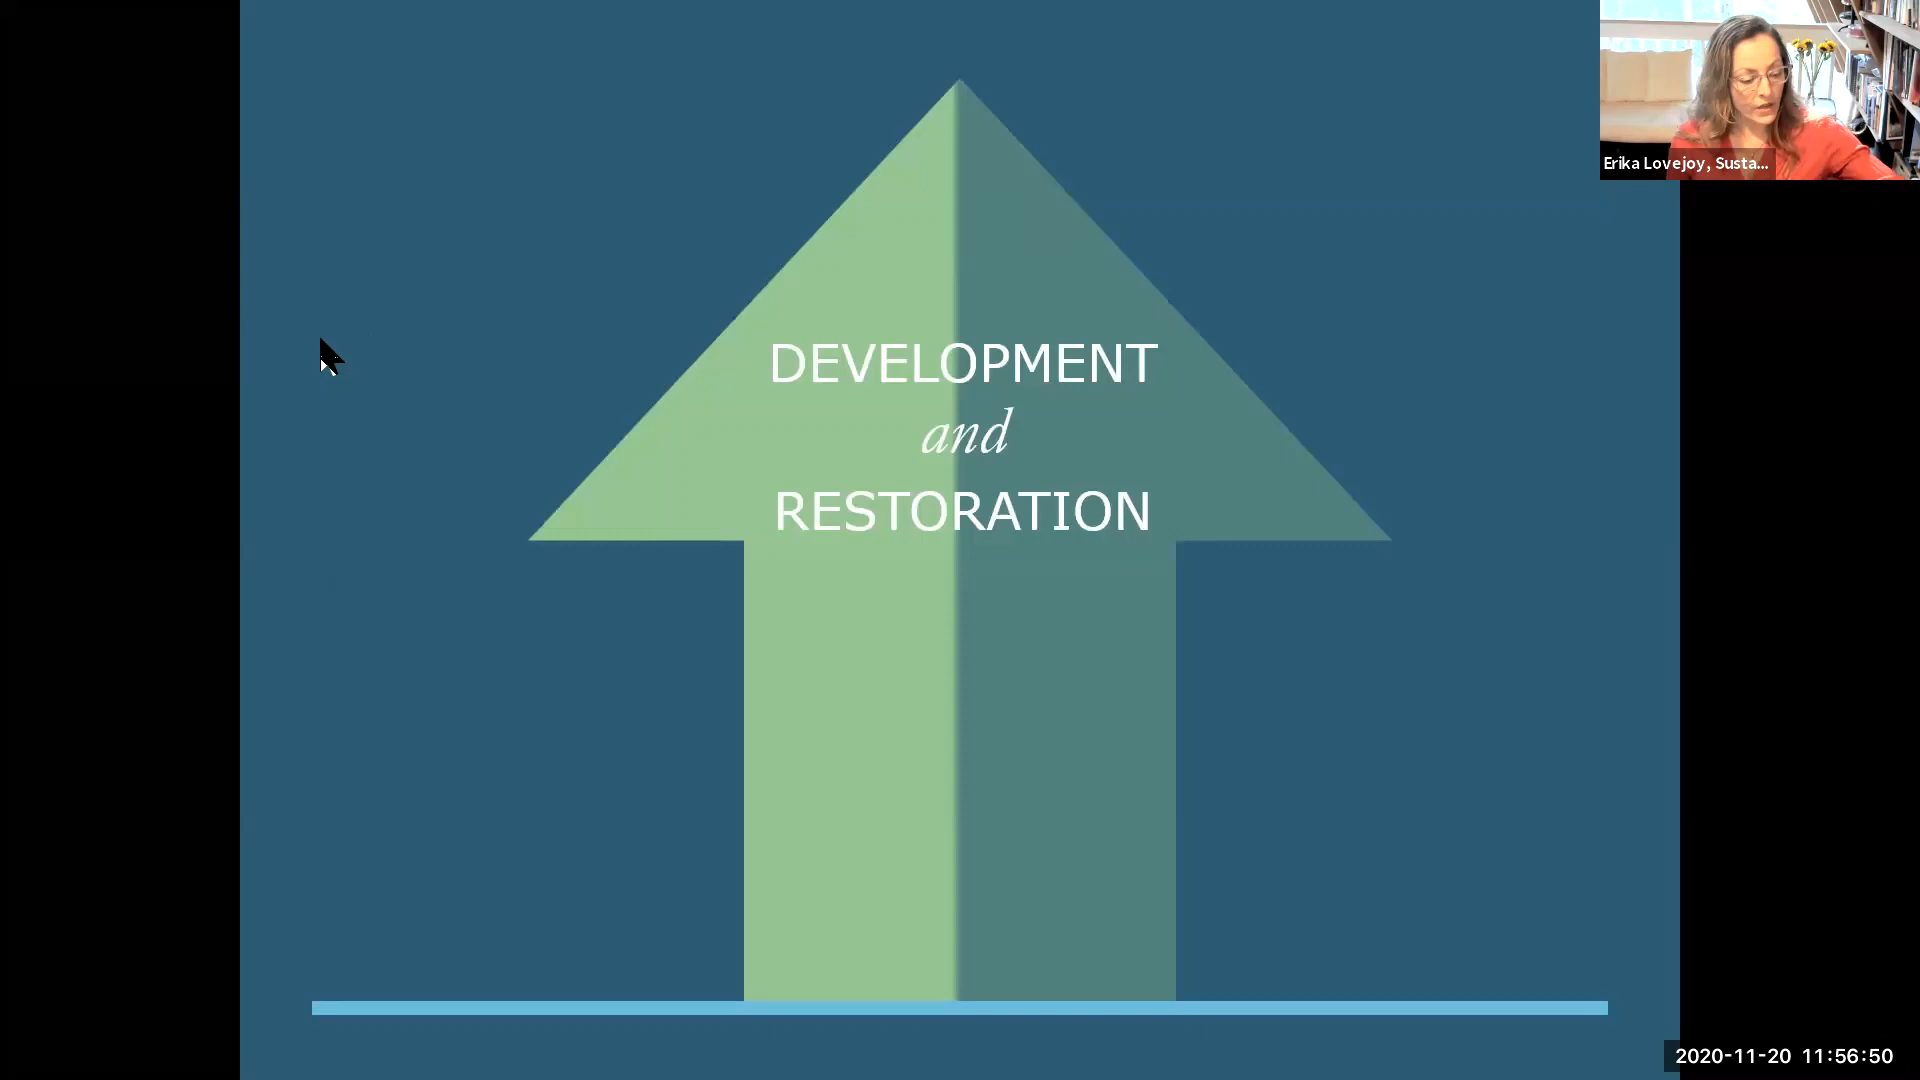 Erika Lovejoy, Susta...
DEVELOPMENT
and
RESTORATION
2020-11-20 11:56:50